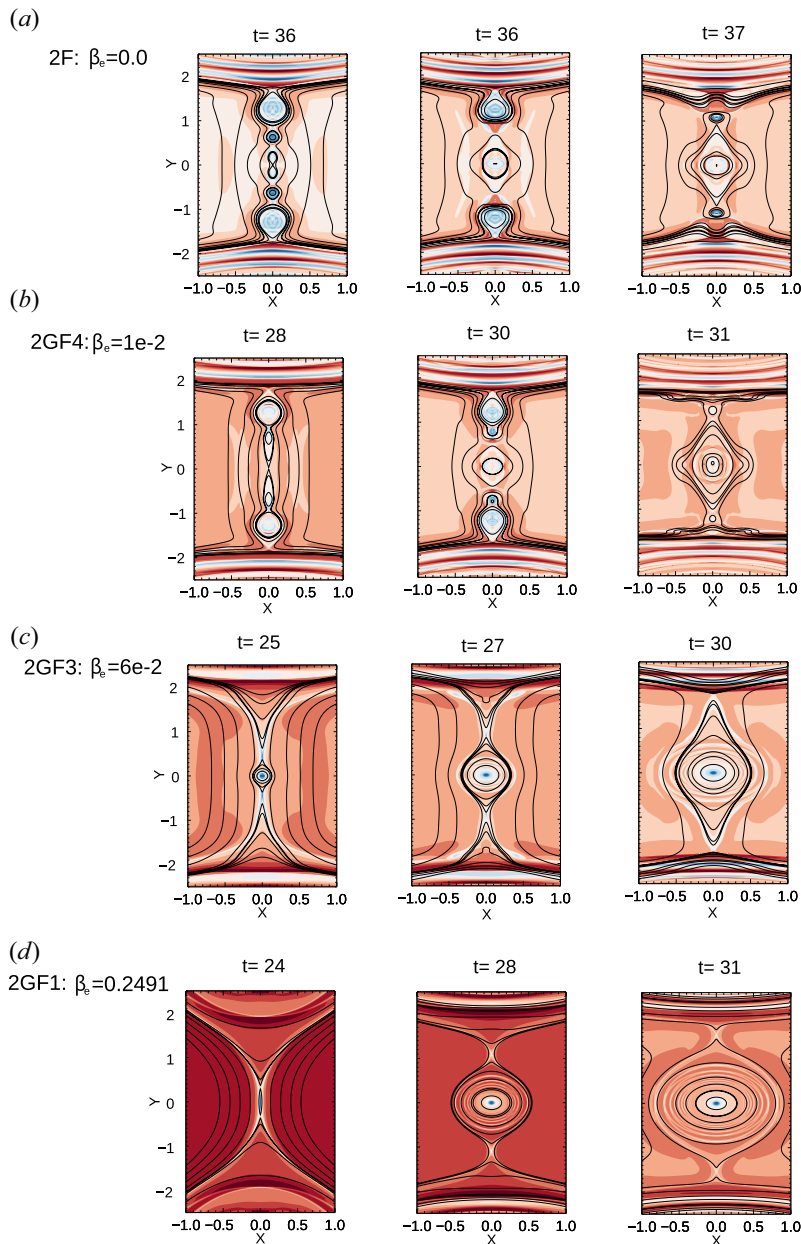 (a)
t= 36 t= 36 t= 37
2F: βe=0.0
2
1
Y 0
−1
−2
−1.0 −0.5 0.0 0.5 1.0 −1.0 −0.5 0.0 0.5 1.0 −1.0 −0.5 0.0 0.5 1.0
X X X
(b)
t= 28 t= 30 t= 31
2GF4: βe=1e-2
2
1
Y 0
−1
−2
−1.0 −0.5 0.0 0.5 1.0 −1.0 −0.5 0.0 0.5 1.0 −1.0 −0.5 0.0 0.5 1.0
X X X
(c)
t= 25 t= 27 t= 30
2GF3: βe=6e-2
2
1
Y 0
−1
−2
−1.0 −0.5 0.0 0.5 1.0 −1.0 −0.5 0.0 0.5 1.0 −1.0 −0.5 0.0 0.5 1.0
X X X
(d)
t= 24 t= 28 t= 31
2GF1: βe=0.2491
2
1
Y 0
−1
−2
−1.0 −0.5 0.0 0.5 1.0 −1.0 −0.5 0.0 0.5 1.0 −1.0 −0.5 0.0 0.5 1.0
X X X